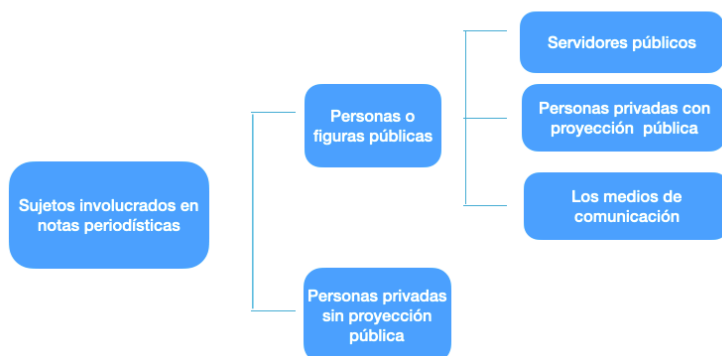 Sujetos involucrados en
notas periodísticas
Personas o
figuras públicas
Servidores públicos
Personas privadas con
proyección pública
Los medios de
comunicación
Personas privadas
sin proyección
pública